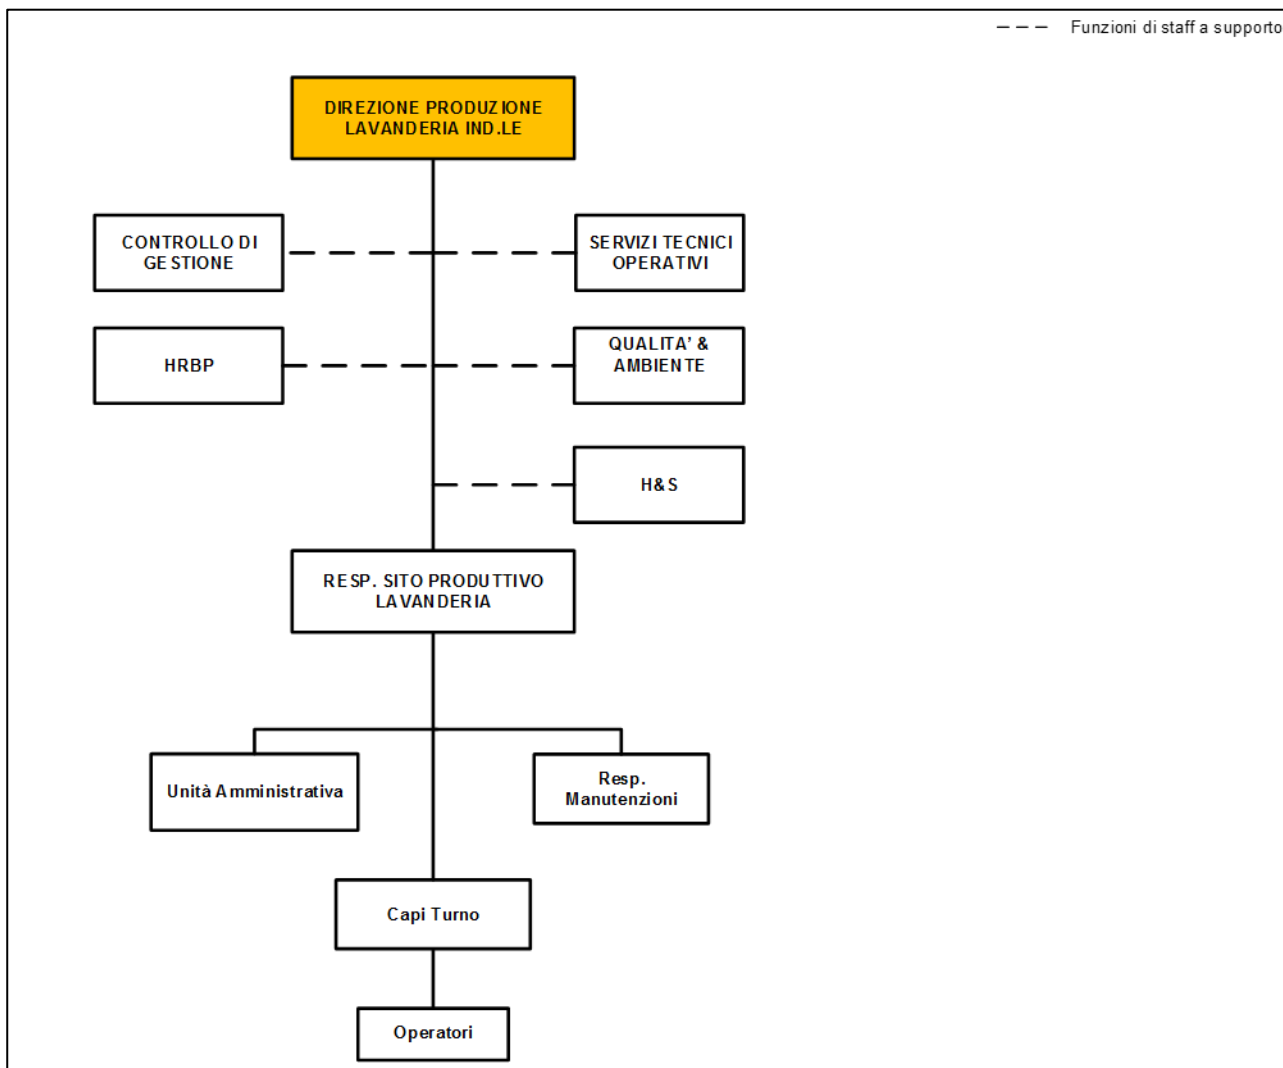 Funzioni di staff a supporto
DIREZIONE PRODUZIONE
LAVANDERIA IND.LE
CONTROLLO DI
GESTIONE
SERVIZI TECNICI
OPERATIVI
HRBP
QUALITA’ &
AMBIENTE
H&S
RESP. SITO PRODUTTIVO
LAVANDERIA
Unità Amministrativa
Resp.
Manutenzioni
Capi Turno
Operatori